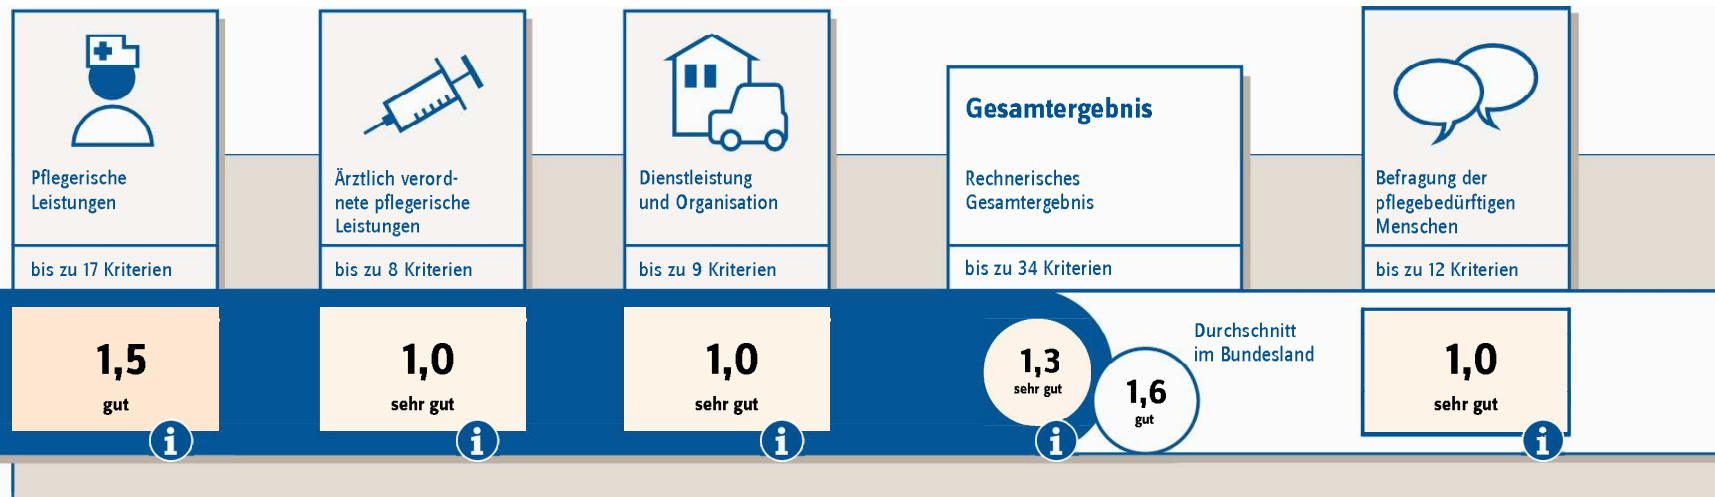 Pflegerische
Leistungen
bis zu 17 Kriterien
1,5
gut
i
Ärztlich verord-
nete pflegerische
Leistungen
bis zu 8 Kriterien
1,0
sehr gut
i
Dienstleistung
und Organisation
bis zu 9 Kriterien
1,0
sehr gut
i
Gesamtergebnis
Rechnerisches
Gesamtergebnis
bis zu 34 Kriterien
1,3
sehr gut
i
Durchschnitt
im Bundesland
1,6
gut
Befragung der
pflegebedürftigen
Menschen
bis zu 12 Kriterien
1,0
sehr gut
i